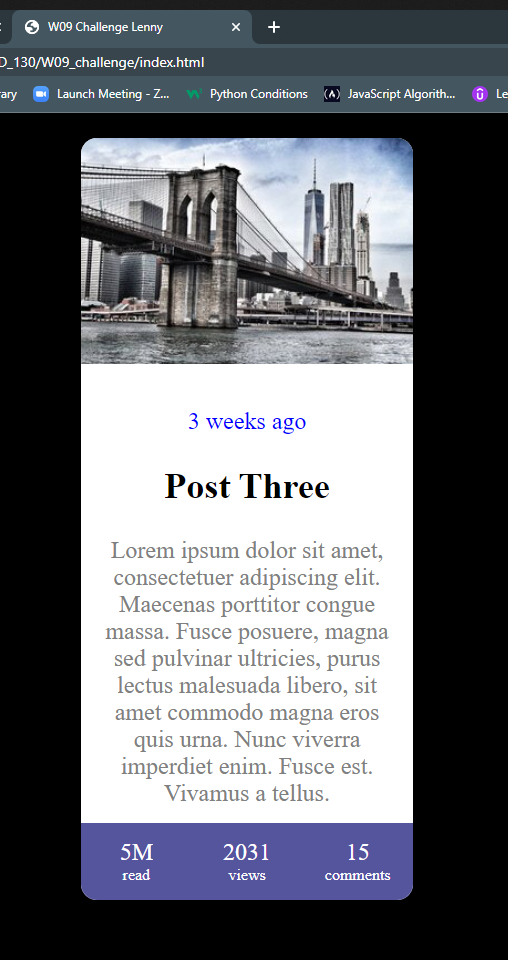 W09 Challenge Lenny
D_130/W09_challenge/index.html
rary Launch Meeting - Z... Python Conditions JavaScript Algorith... Le
3 weeks ago
Post Three
Lorem ipsum dolor sit amet,
consectetuer adipiscing elit.
Maecenas porttitor congue
massa. Fusce posuere, magna
sed pulvinar ultricies, purus
lectus malesuada libero, sit
amet commodo magna eros
quis urna. Nunc viverra
imperdiet enim. Fusce est.
Vivamus a tellus.
5M 2031 15
read views comments